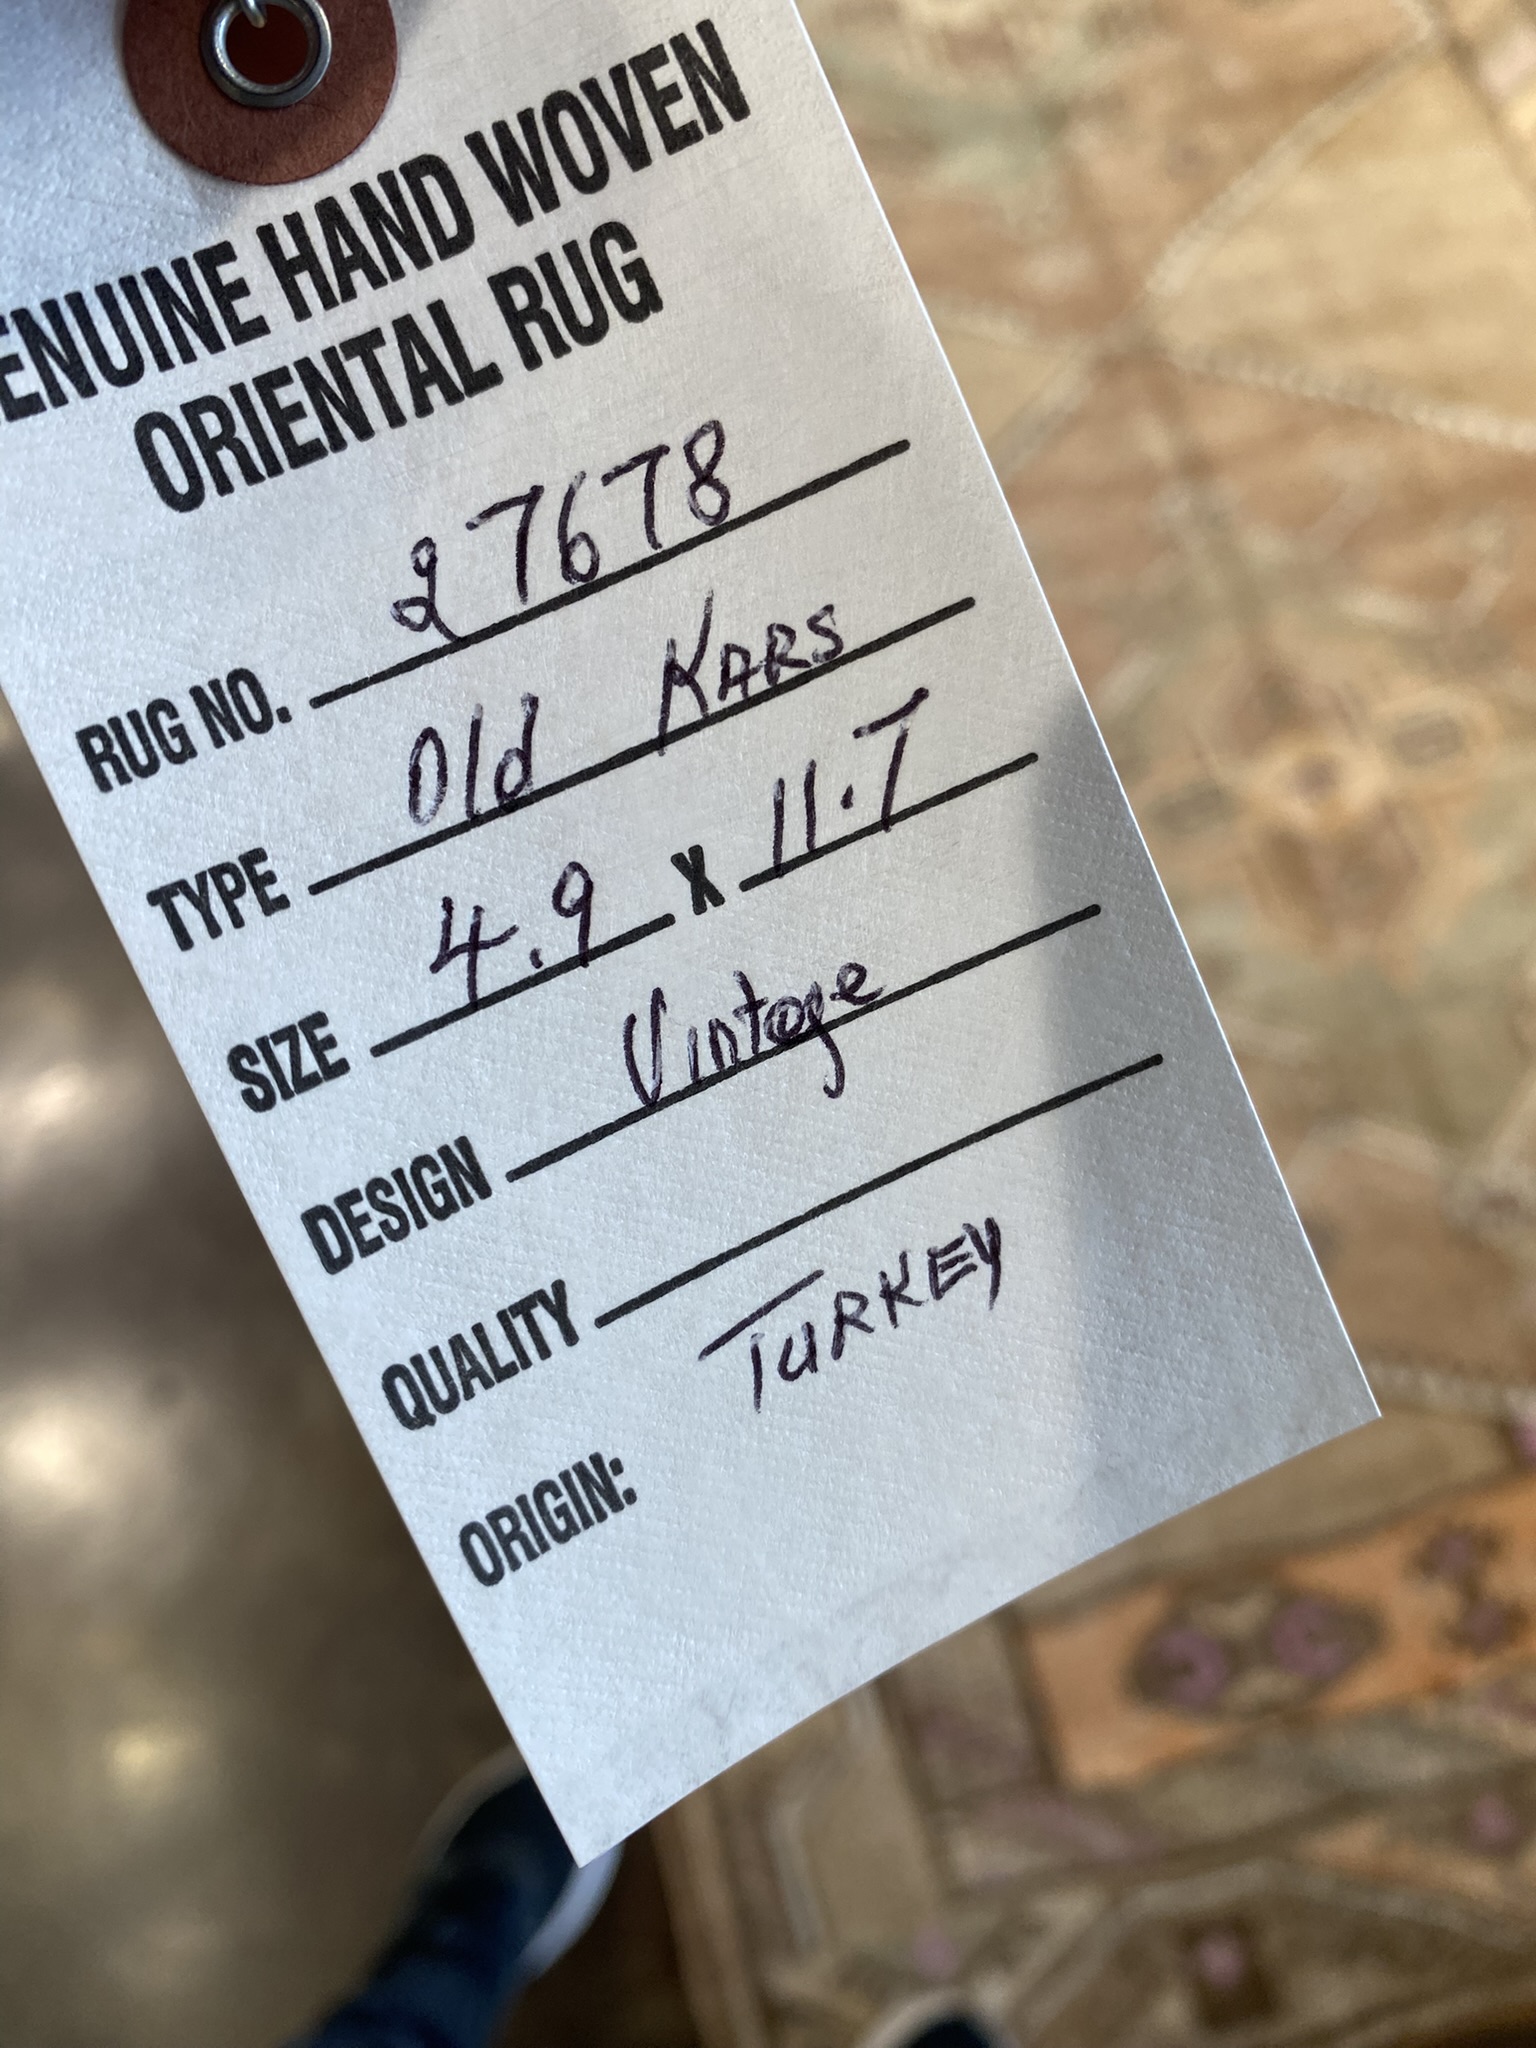 ENUINE HAND WOVEN
ORIENTAL RUG
RUG NO. 27678
TYPE Old KARS
SIZE 4.9 X 11.7
DESIGN Vintage
QUALITY
ORIGIN: TURKEY